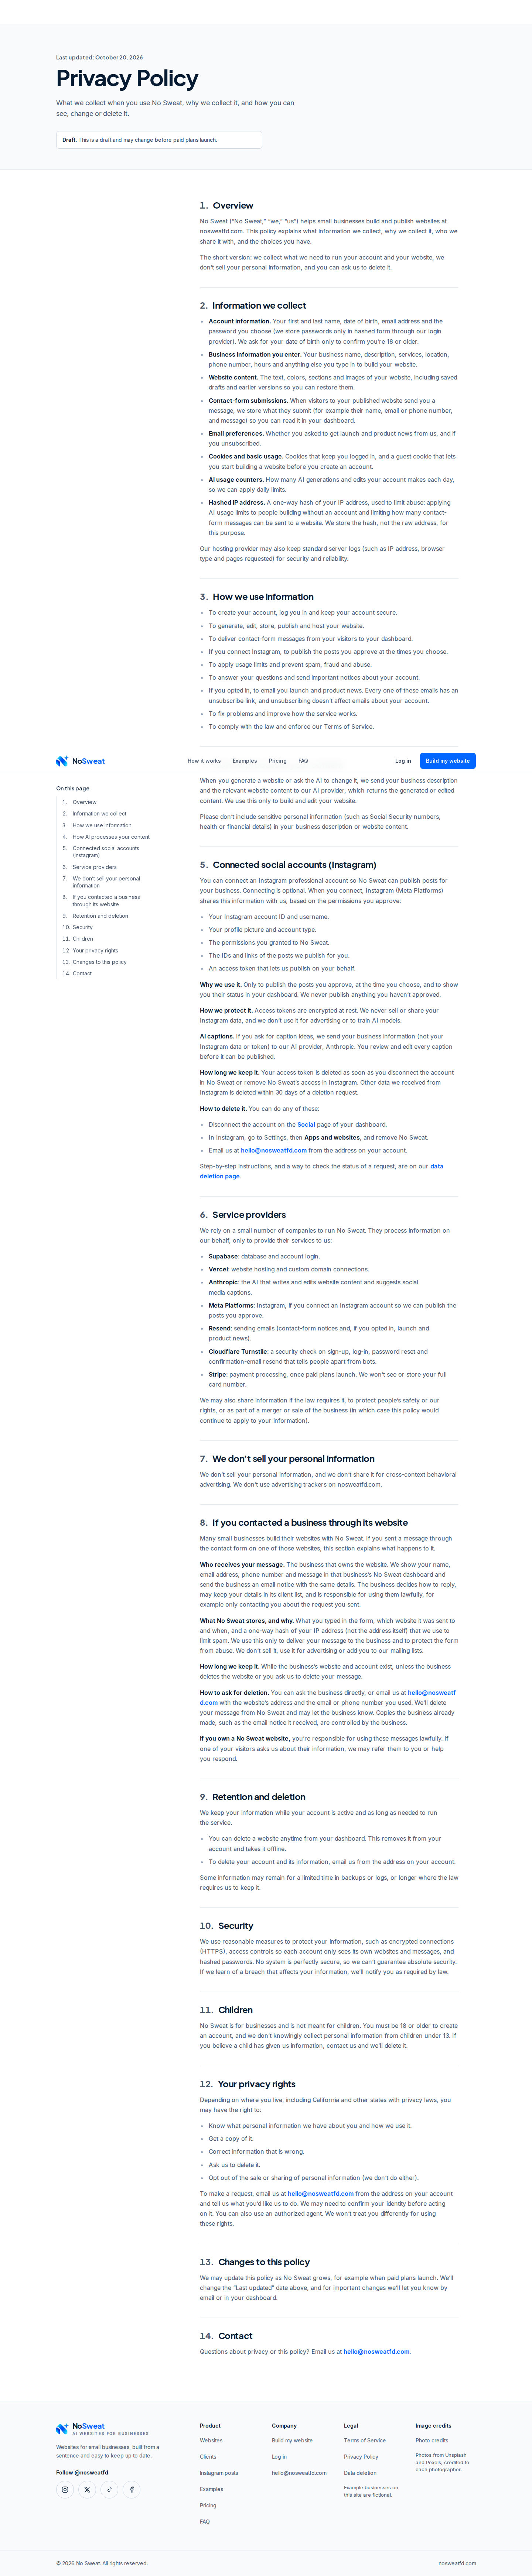 Last updated: October 20, 2026
Privacy Policy
What we collect when you use No Sweat, why we collect it, and how you can
see, change or delete it.
Draft. This is a draft and may change before paid plans launch.
1. Overview
No Sweat (“No Sweat,” “we,” “us”) helps small businesses build and publish websites at
nosweatfd.com. This policy explains what information we collect, why we collect it, who we
share it with, and the choices you have.
The short version: we collect what we need to run your account and your website, we
don’t sell your personal information, and you can ask us to delete it.
2. Information we collect
• Account information. Your first and last name, date of birth, email address and the
password you choose (we store passwords only in hashed form through our login
provider). We ask for your date of birth only to confirm you’re 18 or older.
• Business information you enter. Your business name, description, services, location,
phone number, hours and anything else you type in to build your website.
• Website content. The text, colors, sections and images of your website, including saved
drafts and earlier versions so you can restore them.
• Contact-form submissions. When visitors to your published website send you a
message, we store what they submit (for example their name, email or phone number,
and message) so you can read it in your dashboard.
• Email preferences. Whether you asked to get launch and product news from us, and if
you unsubscribed.
• Cookies and basic usage. Cookies that keep you logged in, and a guest cookie that lets
you start building a website before you create an account.
• AI usage counters. How many AI generations and edits your account makes each day,
so we can apply daily limits.
• Hashed IP address. A one-way hash of your IP address, used to limit abuse: applying
AI usage limits to people building without an account and limiting how many contact-
form messages can be sent to a website. We store the hash, not the raw address, for
this purpose.
Our hosting provider may also keep standard server logs (such as IP address, browser
type and pages requested) for security and reliability.
3. How we use information
• To create your account, log you in and keep your account secure.
• To generate, edit, store, publish and host your website.
• To deliver contact-form messages from your visitors to your dashboard.
• If you connect Instagram, to publish the posts you approve at the times you choose.
• To apply usage limits and prevent spam, fraud and abuse.
• To answer your questions and send important notices about your account.
• If you opted in, to email you launch and product news. Every one of these emails has an
unsubscribe link, and unsubscribing doesn’t affect emails about your account.
• To fix problems and improve how the service works.
• To comply with the law and enforce our Terms of Service.
NoSweat
How it works
Examples
Pricing
FAQ
Log in
Build my website
On this page
1. Overview
2. Information we collect
3. How we use information
4. How AI processes your content
5. Connected social accounts
(Instagram)
6. Service providers
7. We don’t sell your personal
information
8. If you contacted a business
through its website
9. Retention and deletion
10. Security
11. Children
12. Your privacy rights
13. Changes to this policy
14. Contact
When you generate a website or ask the AI to change it, we send your business description
and the relevant website content to our AI provider, which returns the generated or edited
content. We use this only to build and edit your website.
Please don’t include sensitive personal information (such as Social Security numbers,
health or financial details) in your business description or website content.
5. Connected social accounts (Instagram)
You can connect an Instagram professional account so No Sweat can publish posts for
your business. Connecting is optional. When you connect, Instagram (Meta Platforms)
shares this information with us, based on the permissions you approve:
• Your Instagram account ID and username.
• Your profile picture and account type.
• The permissions you granted to No Sweat.
• The IDs and links of the posts we publish for you.
• An access token that lets us publish on your behalf.
Why we use it. Only to publish the posts you approve, at the time you choose, and to show
you their status in your dashboard. We never publish anything you haven’t approved.
How we protect it. Access tokens are encrypted at rest. We never sell or share your
Instagram data, and we don’t use it for advertising or to train AI models.
AI captions. If you ask for caption ideas, we send your business information (not your
Instagram data or token) to our AI provider, Anthropic. You review and edit every caption
before it can be published.
How long we keep it. Your access token is deleted as soon as you disconnect the account
in No Sweat or remove No Sweat’s access in Instagram. Other data we received from
Instagram is deleted within 30 days of a deletion request.
How to delete it. You can do any of these:
• Disconnect the account on the Social page of your dashboard.
• In Instagram, go to Settings, then Apps and websites, and remove No Sweat.
• Email us at hello@nosweatfd.com from the address on your account.
Step-by-step instructions, and a way to check the status of a request, are on our data
deletion page.
6. Service providers
We rely on a small number of companies to run No Sweat. They process information on
our behalf, only to provide their services to us:
• Supabase: database and account login.
• Vercel: website hosting and custom domain connections.
• Anthropic: the AI that writes and edits website content and suggests social
media captions.
• Meta Platforms: Instagram, if you connect an Instagram account so we can publish the
posts you approve.
• Resend: sending emails (contact-form notices and, if you opted in, launch and
product news).
• Cloudflare Turnstile: a security check on sign-up, log-in, password reset and
confirmation-email resend that tells people apart from bots.
• Stripe: payment processing, once paid plans launch. We won’t see or store your full
card number.
We may also share information if the law requires it, to protect people’s safety or our
rights, or as part of a merger or sale of the business (in which case this policy would
continue to apply to your information).
7. We don’t sell your personal information
We don’t sell your personal information, and we don’t share it for cross-context behavioral
advertising. We don’t use advertising trackers on nosweatfd.com.
8. If you contacted a business through its website
Many small businesses build their websites with No Sweat. If you sent a message through
the contact form on one of those websites, this section explains what happens to it.
Who receives your message. The business that owns the website. We show your name,
email address, phone number and message in that business’s No Sweat dashboard and
send the business an email notice with the same details. The business decides how to reply,
may keep your details in its client list, and is responsible for using them lawfully, for
example only contacting you about the request you sent.
What No Sweat stores, and why. What you typed in the form, which website it was sent to
and when, and a one-way hash of your IP address (not the address itself) that we use to
limit spam. We use this only to deliver your message to the business and to protect the form
from abuse. We don’t sell it, use it for advertising or add you to our mailing lists.
How long we keep it. While the business’s website and account exist, unless the business
deletes the website or you ask us to delete your message.
How to ask for deletion. You can ask the business directly, or email us at hello@nosweatf
d.com with the website’s address and the email or phone number you used. We’ll delete
your message from No Sweat and may let the business know. Copies the business already
made, such as the email notice it received, are controlled by the business.
If you own a No Sweat website, you’re responsible for using these messages lawfully. If
one of your visitors asks us about their information, we may refer them to you or help
you respond.
9. Retention and deletion
We keep your information while your account is active and as long as needed to run
the service.
• You can delete a website anytime from your dashboard. This removes it from your
account and takes it offline.
• To delete your account and its information, email us from the address on your account.
Some information may remain for a limited time in backups or logs, or longer where the law
requires us to keep it.
10. Security
We use reasonable measures to protect your information, such as encrypted connections
(HTTPS), access controls so each account only sees its own websites and messages, and
hashed passwords. No system is perfectly secure, so we can’t guarantee absolute security.
If we learn of a breach that affects your information, we’ll notify you as required by law.
11. Children
No Sweat is for businesses and is not meant for children. You must be 18 or older to create
an account, and we don’t knowingly collect personal information from children under 13. If
you believe a child has given us information, contact us and we’ll delete it.
12. Your privacy rights
Depending on where you live, including California and other states with privacy laws, you
may have the right to:
• Know what personal information we have about you and how we use it.
• Get a copy of it.
• Correct information that is wrong.
• Ask us to delete it.
• Opt out of the sale or sharing of personal information (we don’t do either).
To make a request, email us at hello@nosweatfd.com from the address on your account
and tell us what you’d like us to do. We may need to confirm your identity before acting
on it. You can also use an authorized agent. We won’t treat you differently for using
these rights.
13. Changes to this policy
We may update this policy as No Sweat grows, for example when paid plans launch. We’ll
change the “Last updated” date above, and for important changes we’ll let you know by
email or in your dashboard.
14. Contact
Questions about privacy or this policy? Email us at hello@nosweatfd.com.
NoSweat
AI WEBSITES FOR BUSINESSES
Websites for small businesses, built from a
sentence and easy to keep up to date.
Follow @nosweatfd
Product
Websites
Clients
Instagram posts
Examples
Pricing
FAQ
Company
Build my website
Log in
hello@nosweatfd.com
Legal
Terms of Service
Privacy Policy
Data deletion
Example businesses on
this site are fictional.
Image credits
Photo credits
Photos from Unsplash
and Pexels, credited to
each photographer.
© 2026 No Sweat. All rights reserved.
nosweatfd.com